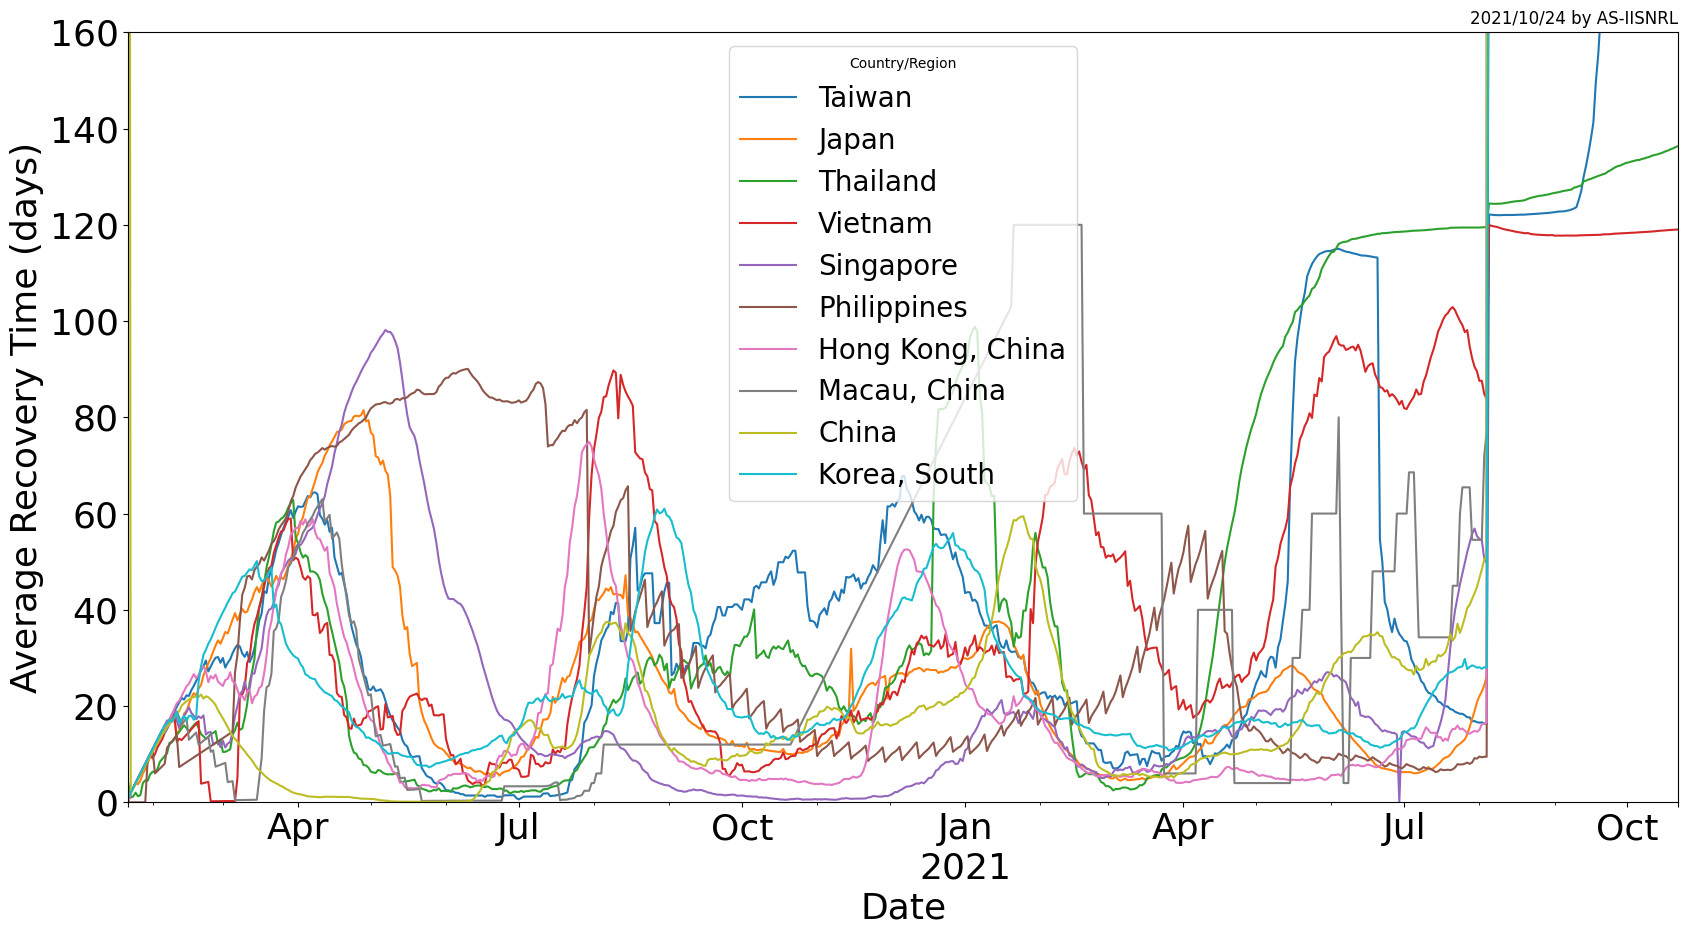 2021/10/24 by AS-IISNRL
160
140
120
100
80
60
40
20
0
Average Recovery Time (days)
Country/Region
Taiwan
Japan
Thailand
Vietnam
Singapore
Philippines
Hong Kong, China
Macau, China
China
Korea, South
Apr Jul Oct Jan Apr Jul Oct
2021
Date